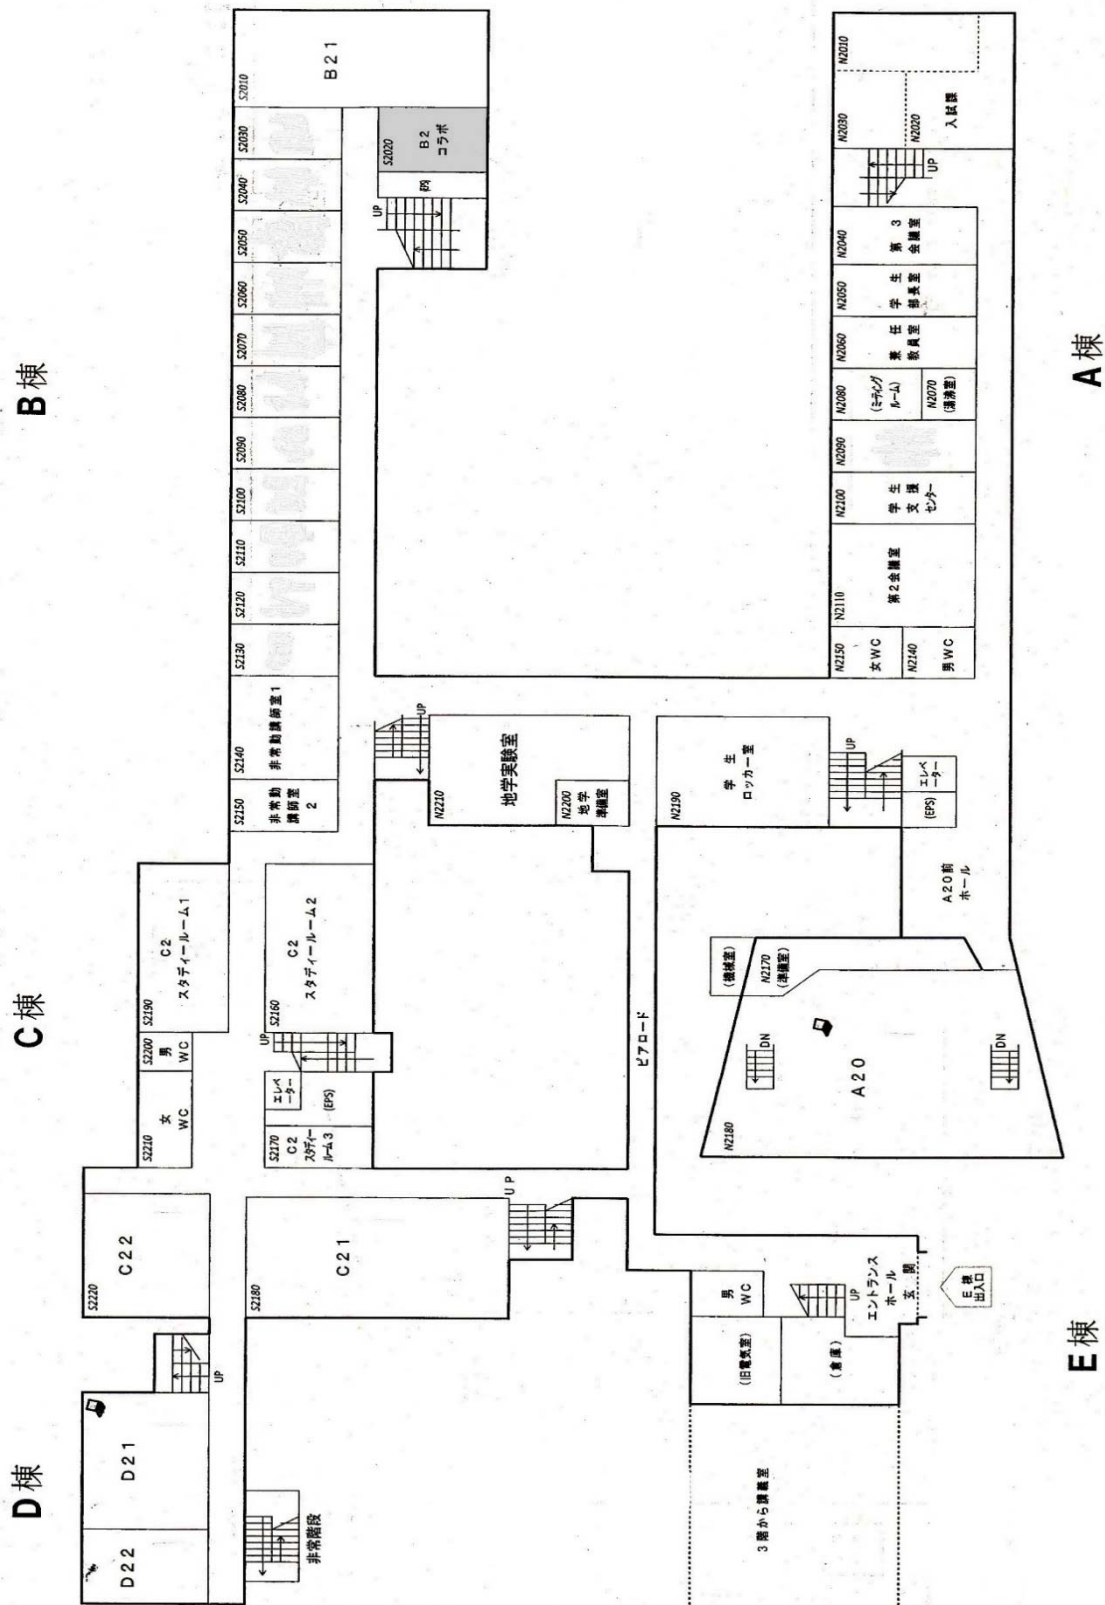 B棟
C棟
D棟
A棟
E棟
S2010
B21
S2020
B2
コラボ
S2030
S2040
S2050
S2060
S2070
S2080
S2090
S2100
S2110
S2120
S2130
S2140
非常勤講師室1
S2150
非常勤
講師室
2
UP
UP
S2190
C2
スタディールーム1
S2160
C2
スタディールーム2
S2200
男
WC
S2210
女
WC
UP
エレベ
ーター
(EPS)
S2170
C2
スタディー
ルーム3
S2220
C22
S2180
C21
UP
UP
D21
D22
非常階段
N2210
地学実験室
N2200
地学
準備室
ピアロード
N2190
学生
ロッカー室
UP
エレベ
ーター
(EPS)
A20前
ホール
(機械室)
N2170
(準備室)
N2180
A20
DN
DN
N2010
N2030
N2020
入試課
UP
N2040
第3
会議室
N2050
学生
部長室
N2060
兼任
教員室
N2080
(ミーティング
ルーム)
N2070
(湯沸室)
N2090
N2100
学生
支援
センター
N2110
第2会議室
N2150
女WC
N2140
男WC
男
WC
UP
エントランス
ホール
玄関
E棟
出入口
(旧電気室)
(倉庫)
3階から講義室